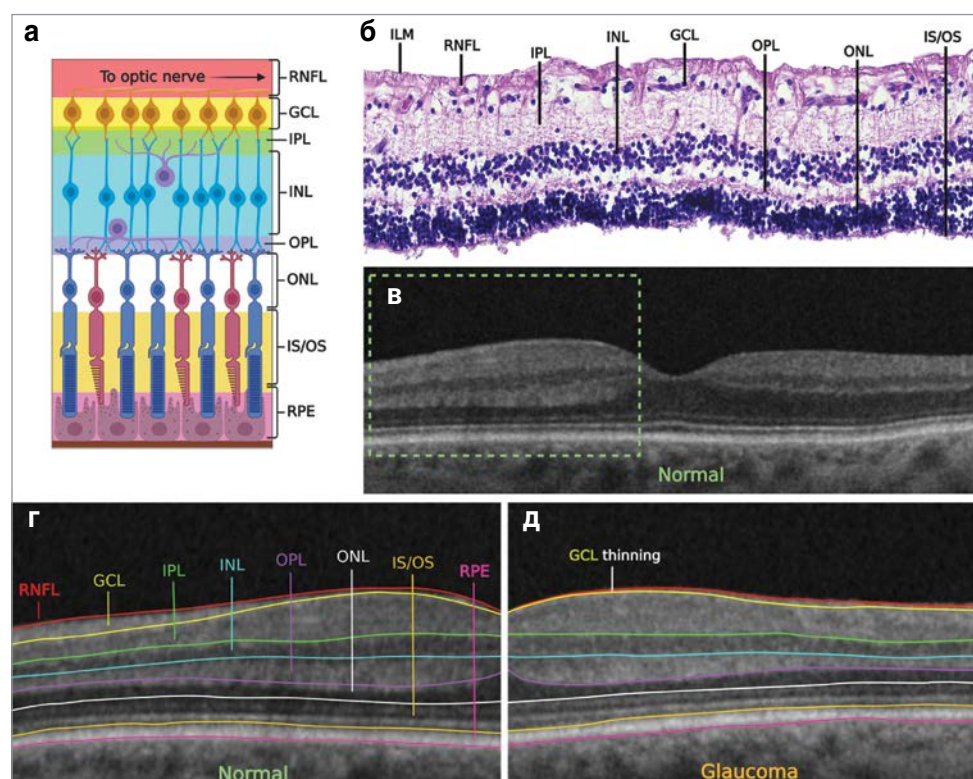 а
To optic nerve
RNFL
GCL
IPL
INL
OPL
ONL
IS/OS
RPE
б
ILM
RNFL
IPL
INL
GCL
OPL
ONL
IS/OS
в
Normal
г
RNFL
GCL
IPL
INL
OPL
ONL
IS/OS
RPE
Normal
д
GCL thinning
Glaucoma